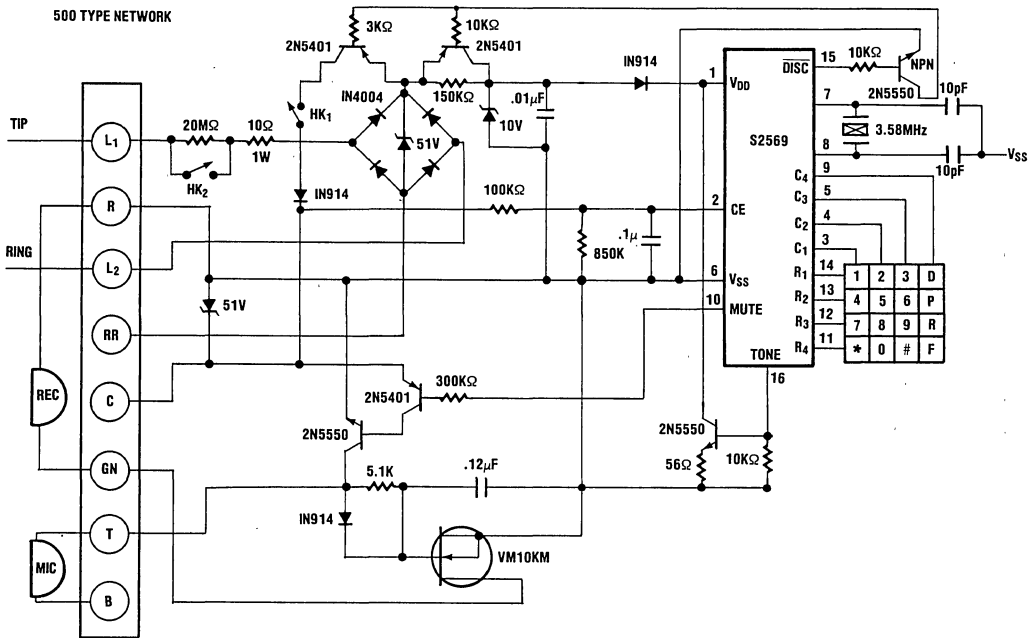 500 TYPE NETWORK
3KΩ
10KΩ
2N5401
2N5401
IN914
DISC
15
10KΩ
NPN
2N5550
1
VDD
7
10pF
TIP
L1
20MΩ
10Ω
1W
HK1
HK2
IN4004
150KΩ
51V
10V
.01µF
S2569
3.58MHz
8
10pF
VSS
9
C4
5
C3
4
C2
3
C1
R
IN914
100KΩ
2
CE
850K
.1µ
RING
L2
6
VSS
10
MUTE
14
R1
13
R2
12
R3
11
R4
1 2 3 D
4 5 6 P
7 8 9 R
* 0 # F
51V
RR
TONE
16
REC
C
2N5401
300KΩ
2N5550
2N5550
56Ω
10KΩ
GN
5.1K
.12µF
IN914
T
MIC
VM10KM
B